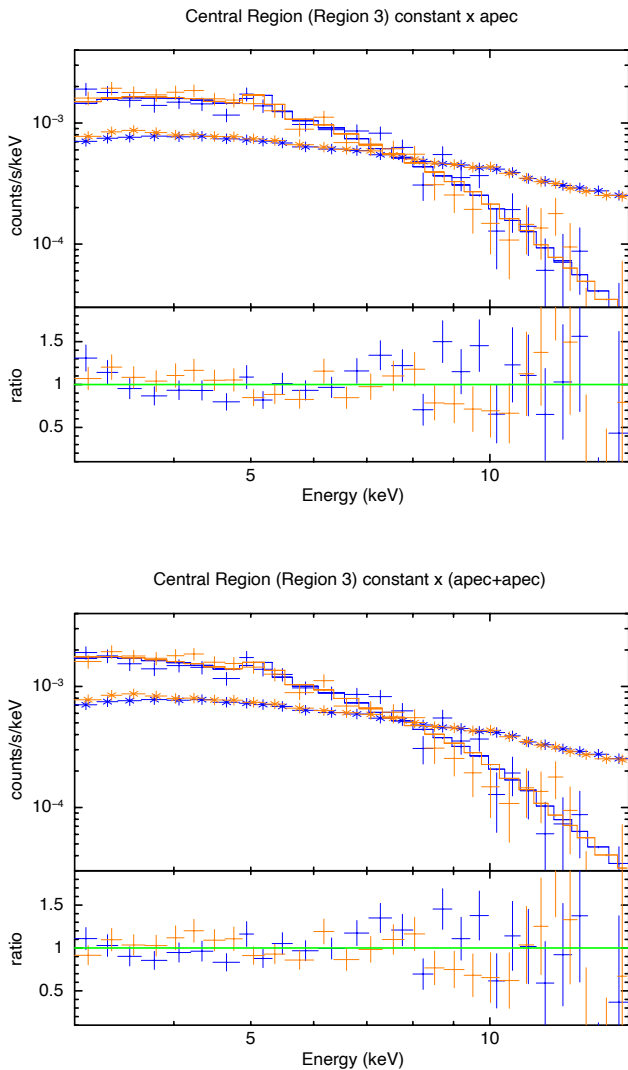 Central Region (Region 3) constant x apec
counts/s/keV
10⁻³
10⁻⁴
ratio
1.5
1
0.5
5
10
Energy (keV)
Central Region (Region 3) constant x (apec+apec)
counts/s/keV
10⁻³
10⁻⁴
ratio
1.5
1
0.5
5
10
Energy (keV)